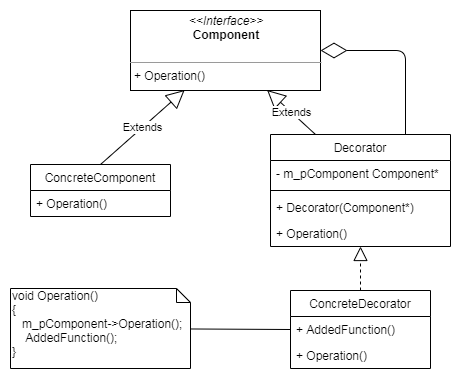 <<Interface>>
Component
+ Operation()
Extends
Extends
ConcreteComponent
+ Operation()
Decorator
- m_pComponent Component*
+ Decorator(Component*)
+ Operation()
void Operation()
{
m_pComponent->Operation();
AddedFunction();
}
ConcreteDecorator
+ AddedFunction()
+ Operation()